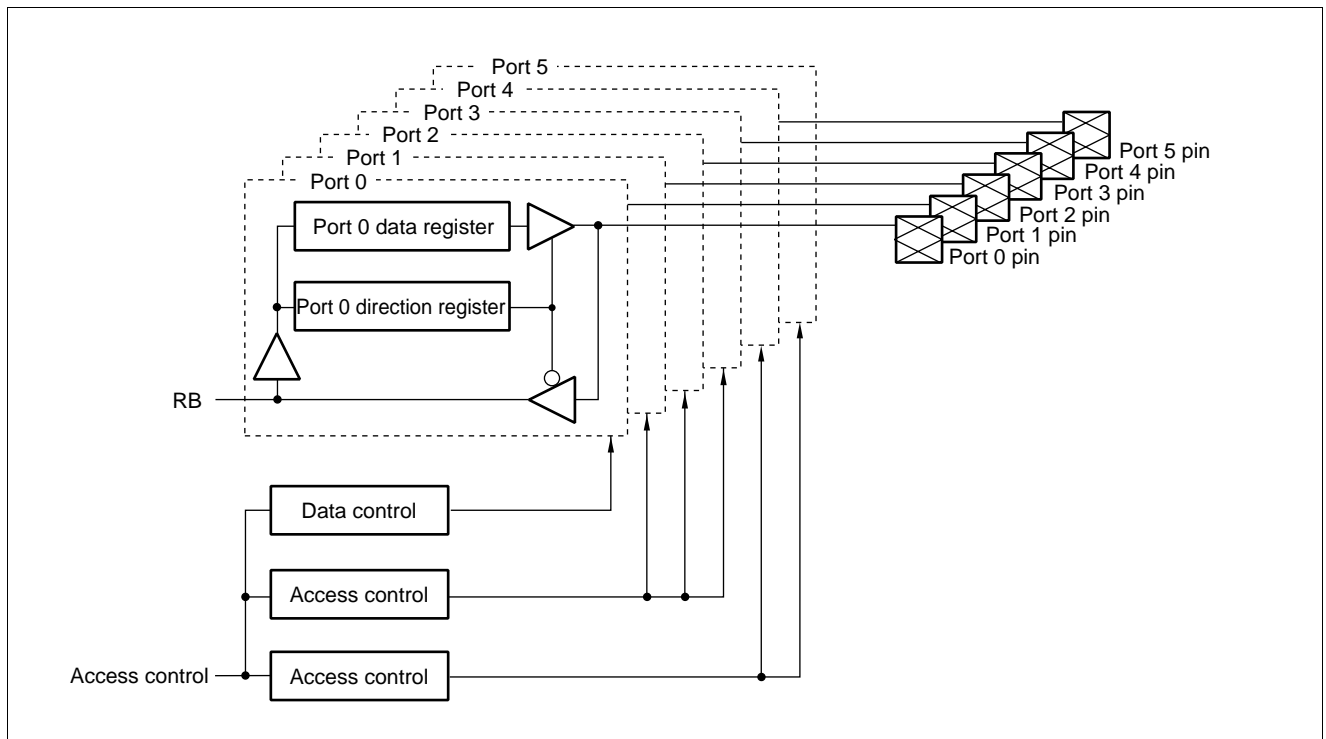 Port 5
Port 4
Port 3
Port 2
Port 1
Port 0
Port 0 data register
Port 0 direction register
RB
Port 5 pin
Port 4 pin
Port 3 pin
Port 2 pin
Port 1 pin
Port 0 pin
Data control
Access control
Access control
Access control